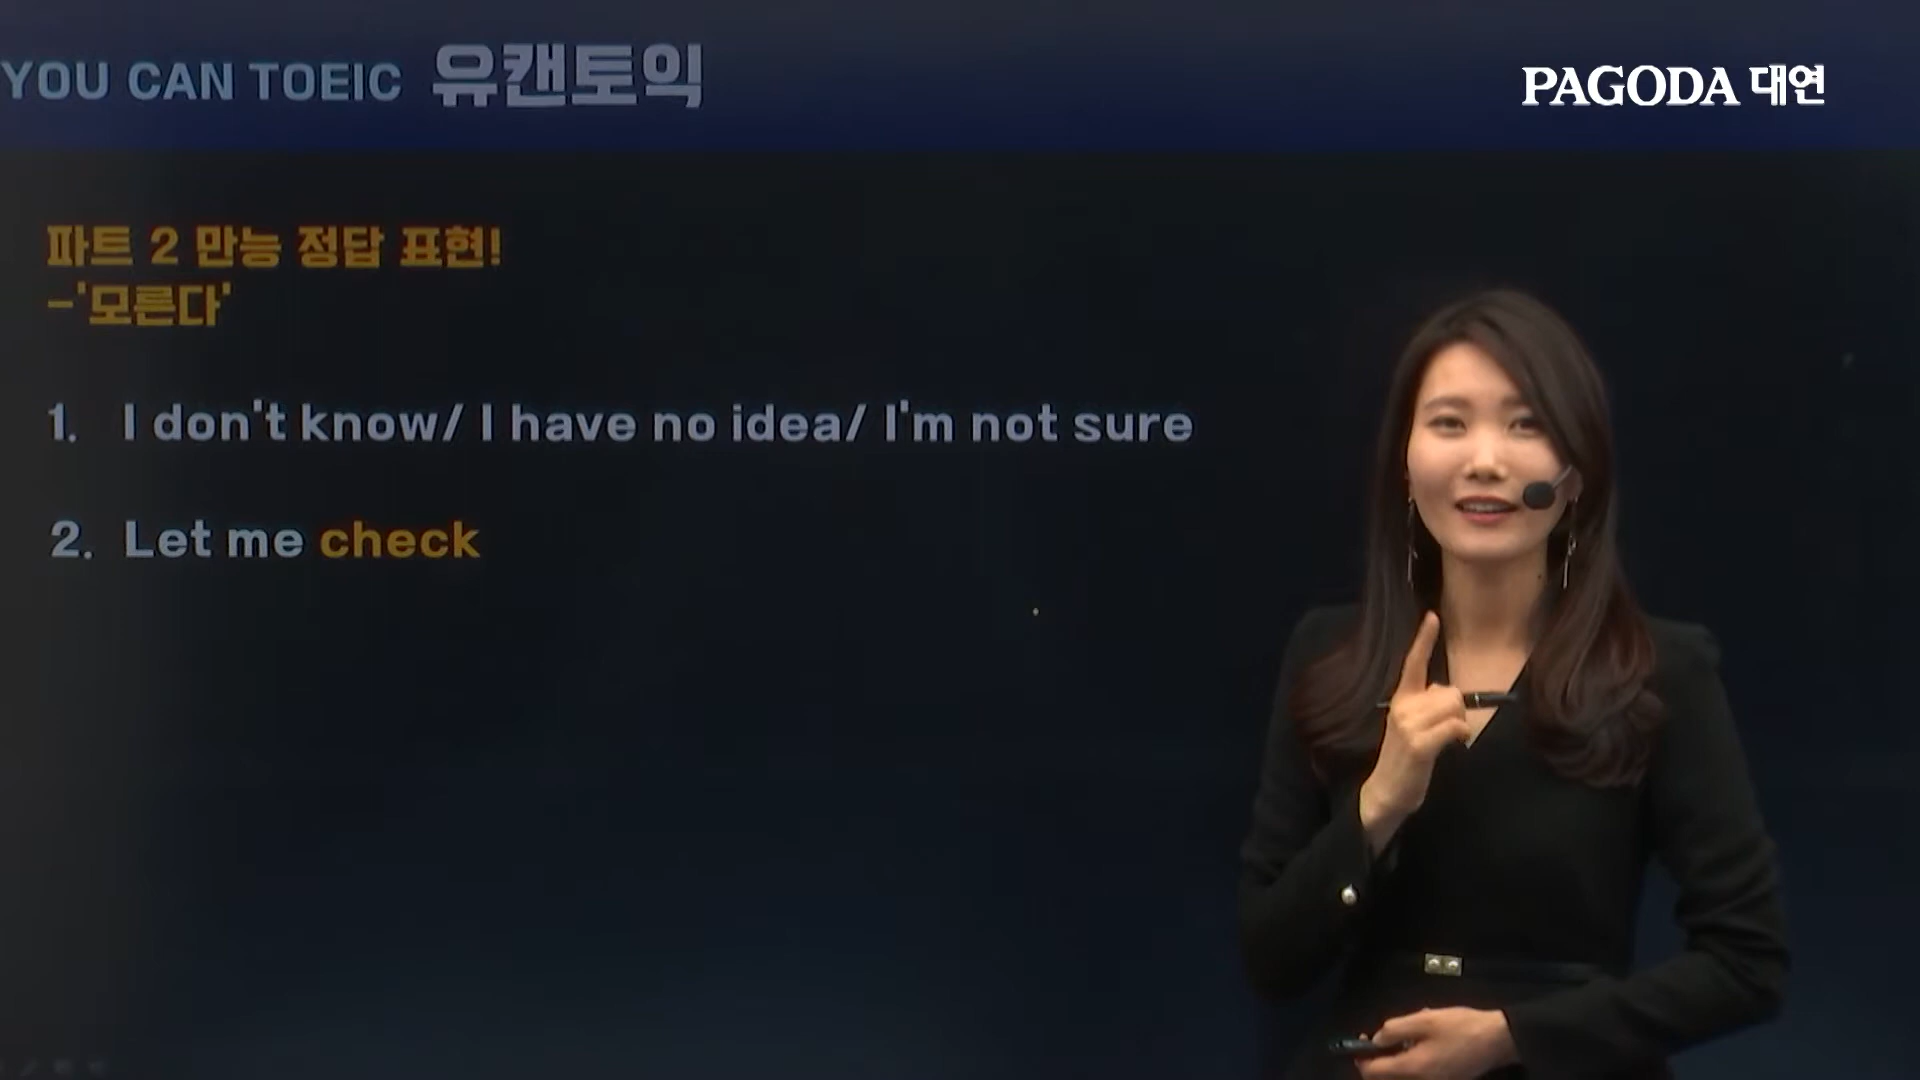 YOU CAN TOEIC 유캔토익
PAGODA 대연
파트 2 만능 정답 표현!
-'모른다'
1. I don't know/ I have no idea/ I'm not sure
2. Let me check